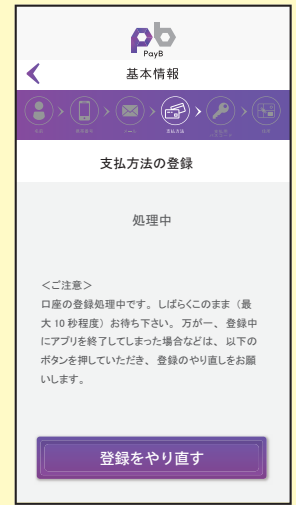 PayB
基本情報
支払方法
支払方法の登録
処理中
<ご注意>
口座の登録処理中です。しばらくこのまま（最
大 10 秒程度）お待ち下さい。万が一、登録中
にアプリを終了してしまった場合などは、以下の
ボタンを押していただき、登録のやり直しをお願
いします。
登録をやり直す